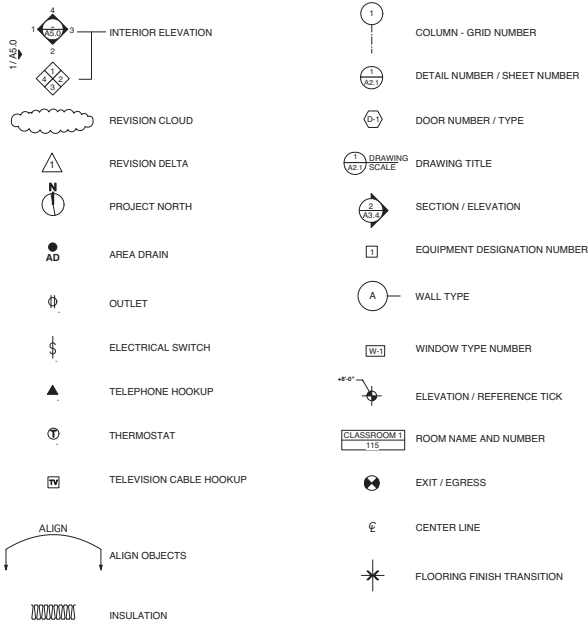 4
1 - 3
A5.0
2
1/ A5.0
INTERIOR ELEVATION
1
4 2
3
REVISION CLOUD
1
REVISION DELTA
N
PROJECT NORTH
AD
AREA DRAIN
OUTLET
$
ELECTRICAL SWITCH
TELEPHONE HOOKUP
T
THERMOSTAT
TV
TELEVISION CABLE HOOKUP
ALIGN
ALIGN OBJECTS
INSULATION
1
COLUMN - GRID NUMBER
1
A2.1
DETAIL NUMBER / SHEET NUMBER
D-1
DOOR NUMBER / TYPE
1 DRAWING
A2.1 SCALE
DRAWING TITLE
2
A3.4
SECTION / ELEVATION
1
EQUIPMENT DESIGNATION NUMBER
A
WALL TYPE
W-1
WINDOW TYPE NUMBER
+8'-0"
ELEVATION / REFERENCE TICK
CLASSROOM 1
115
ROOM NAME AND NUMBER
EXIT / EGRESS
℄
CENTER LINE
FLOORING FINISH TRANSITION